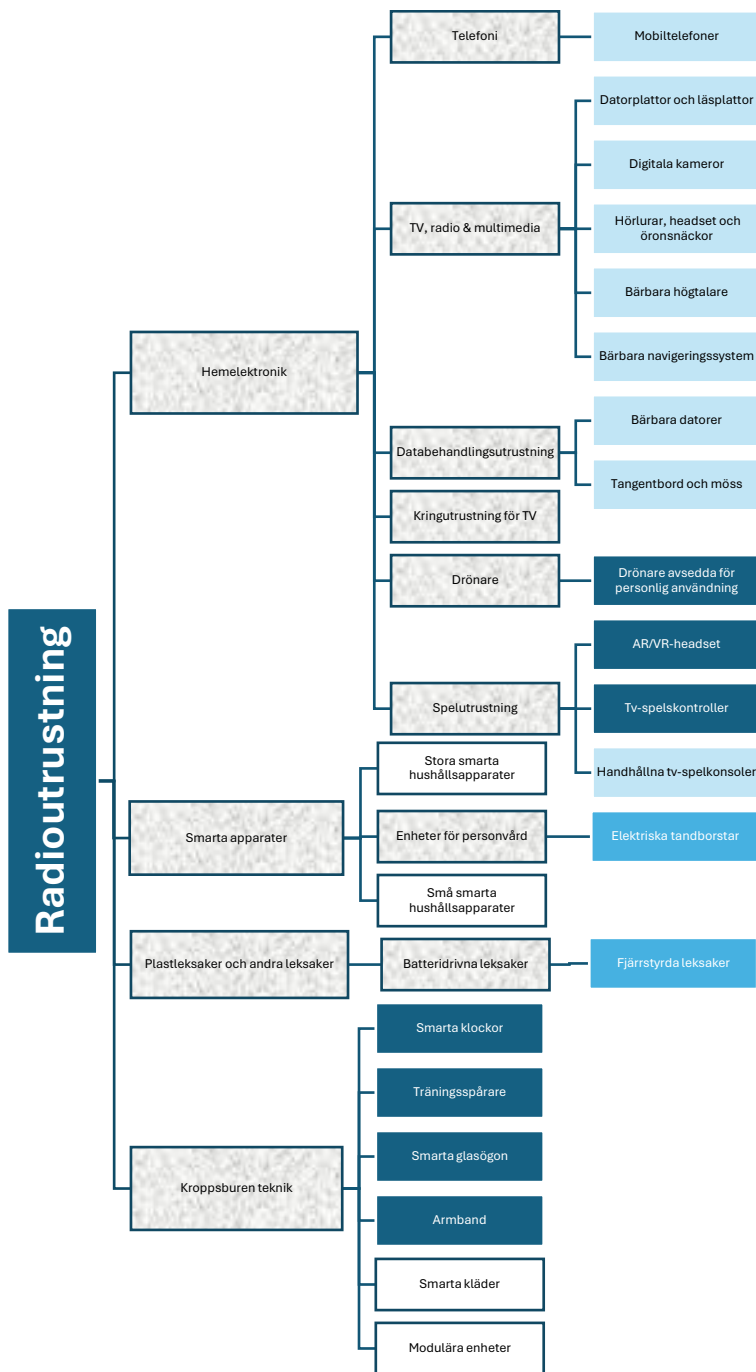 Radioutrustning
Hemelektronik
Telefoni
Mobiltelefoner
TV, radio & multimedia
Datorplattor och läsplattor
Digitala kameror
Hörlurar, headset och
öronsnäckor
Bärbara högtalare
Bärbara navigeringssystem
Databehandlingsutrustning
Bärbara datorer
Tangentbord och möss
Kringutrustning för TV
Drönare
Drönare avsedda för
personlig användning
Spelutrustning
AR/VR-headset
Tv-spelskontroller
Handhållna tv-spelkonsoler
Smarta apparater
Stora smarta
hushållsapparater
Enheter för personvård
Elektriska tandborstar
Små smarta
hushållsapparater
Plastleksaker och andra leksaker
Batteridrivna leksaker
Fjärrstyrda leksaker
Kroppsburen teknik
Smarta klockor
Träningsspårare
Smarta glasögon
Armband
Smarta kläder
Modulära enheter